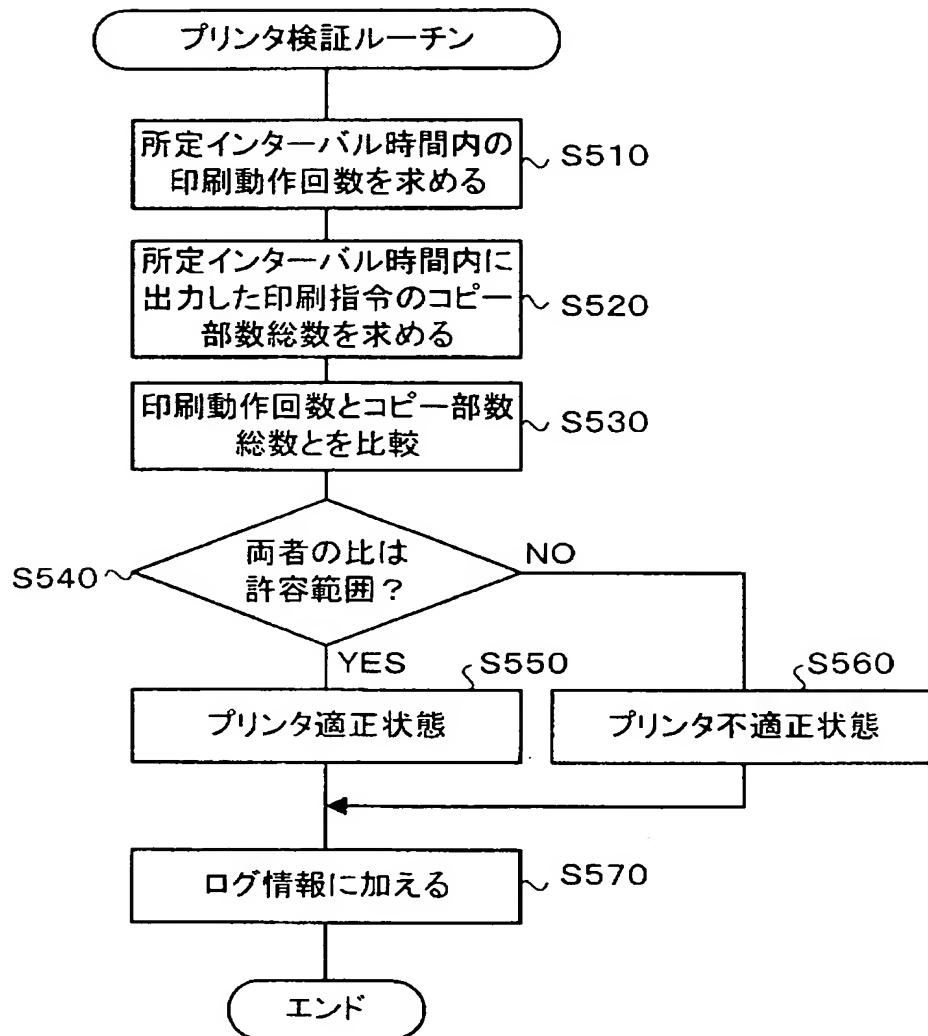 プリンタ検証ルーチン
所定インターバル時間内の
印刷動作回数を求める
S510
所定インターバル時間内に
出力した印刷指令のコピー
部数総数を求める
S520
印刷動作回数とコピー部数
総数とを比較
S530
両者の比は
許容範囲？
S540
NO
YES
S550
プリンタ適正状態
S560
プリンタ不適正状態
ログ情報に加える
S570
エンド